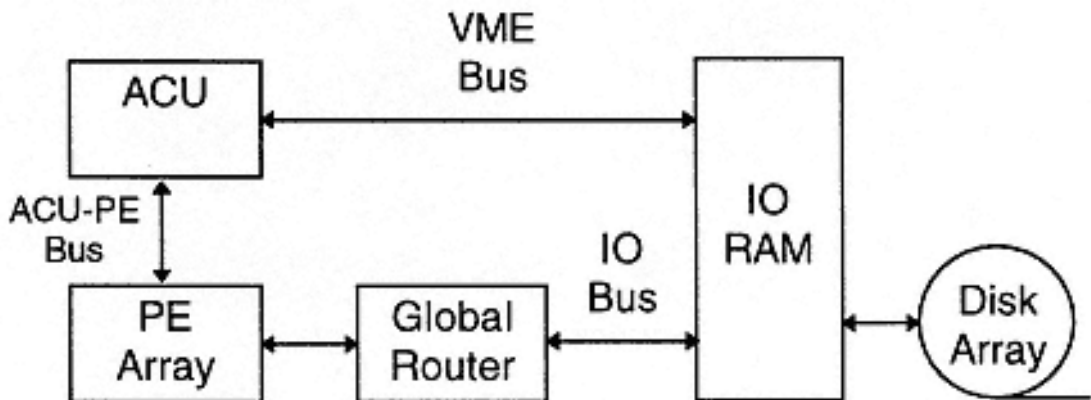 VME
Bus
ACU
ACU-PE
Bus
IO
RAM
IO
Bus
PE
Array
Global
Router
Disk
Array